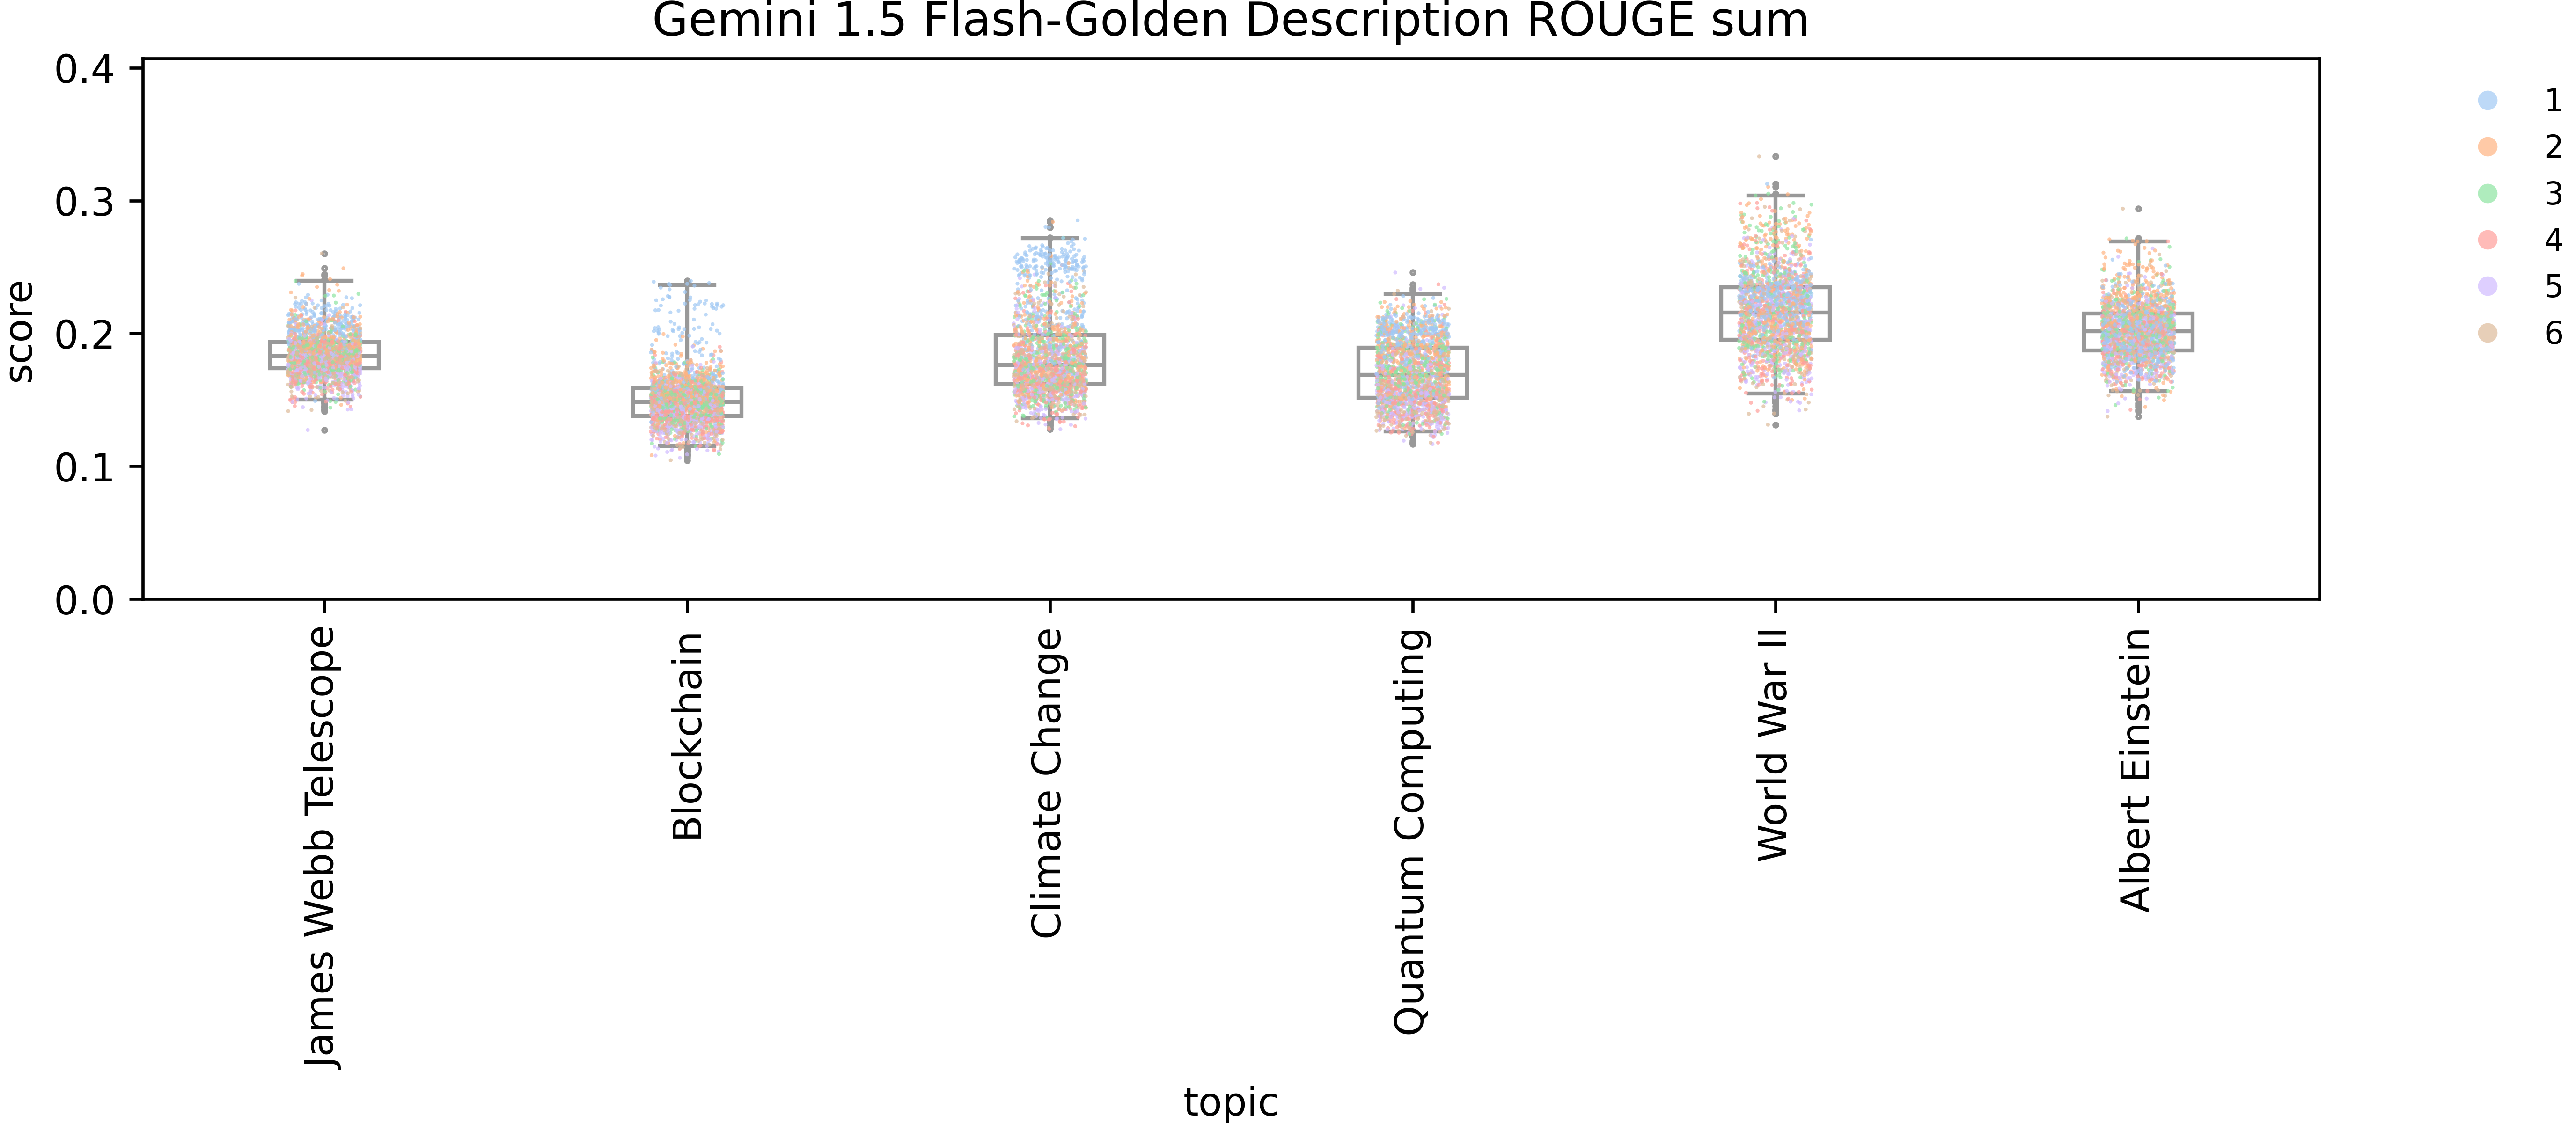 Gemini 1.5 Flash-Golden Description ROUGE sum
0.4
0.3
0.2
0.1
0.0
score
1
2
3
4
5
6
James Webb Telescope
Blockchain
Climate Change
Quantum Computing
World War II
Albert Einstein
topic